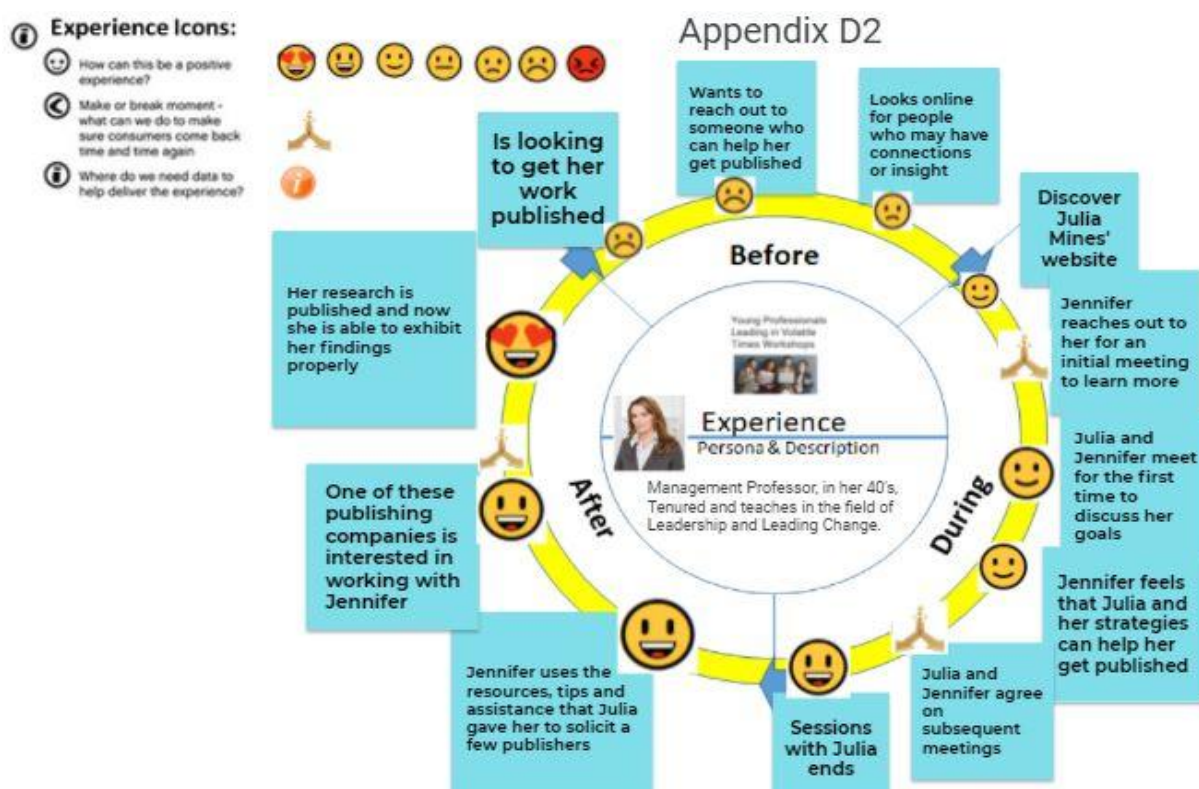 Experience Icons:
How can this be a positive
experience?
Make or break moment -
what can we do to make
sure consumers come back
time and time again
Where do we need data to
help deliver the experience?
Appendix D2
Is looking
to get her
work
published
Wants to
reach out to
someone who
can help her
get published
Looks online
for people
who may have
connections
or insight
Discover
Julia
Mines'
website
Jennifer
reaches out to
her for an
initial meeting
to learn more
Julia and
Jennifer meet
for the first
time to
discuss her
goals
Jennifer feels
that Julia and
her strategies
can help her
get published
Julia and
Jennifer agree
on
subsequent
meetings
Sessions
with Julia
ends
Jennifer uses the
resources, tips and
assistance that Julia
gave her to solicit a
few publishers
One of these
publishing
companies is
interested in
working with
Jennifer
Her research is
published and now
she is able to exhibit
her findings
properly
Before
During
After
Young Professionals
Leading in Volatile
Times Workshops
Experience
Persona & Description
Management Professor, in her 40's,
Tenured and teaches in the field of
Leadership and Leading Change.